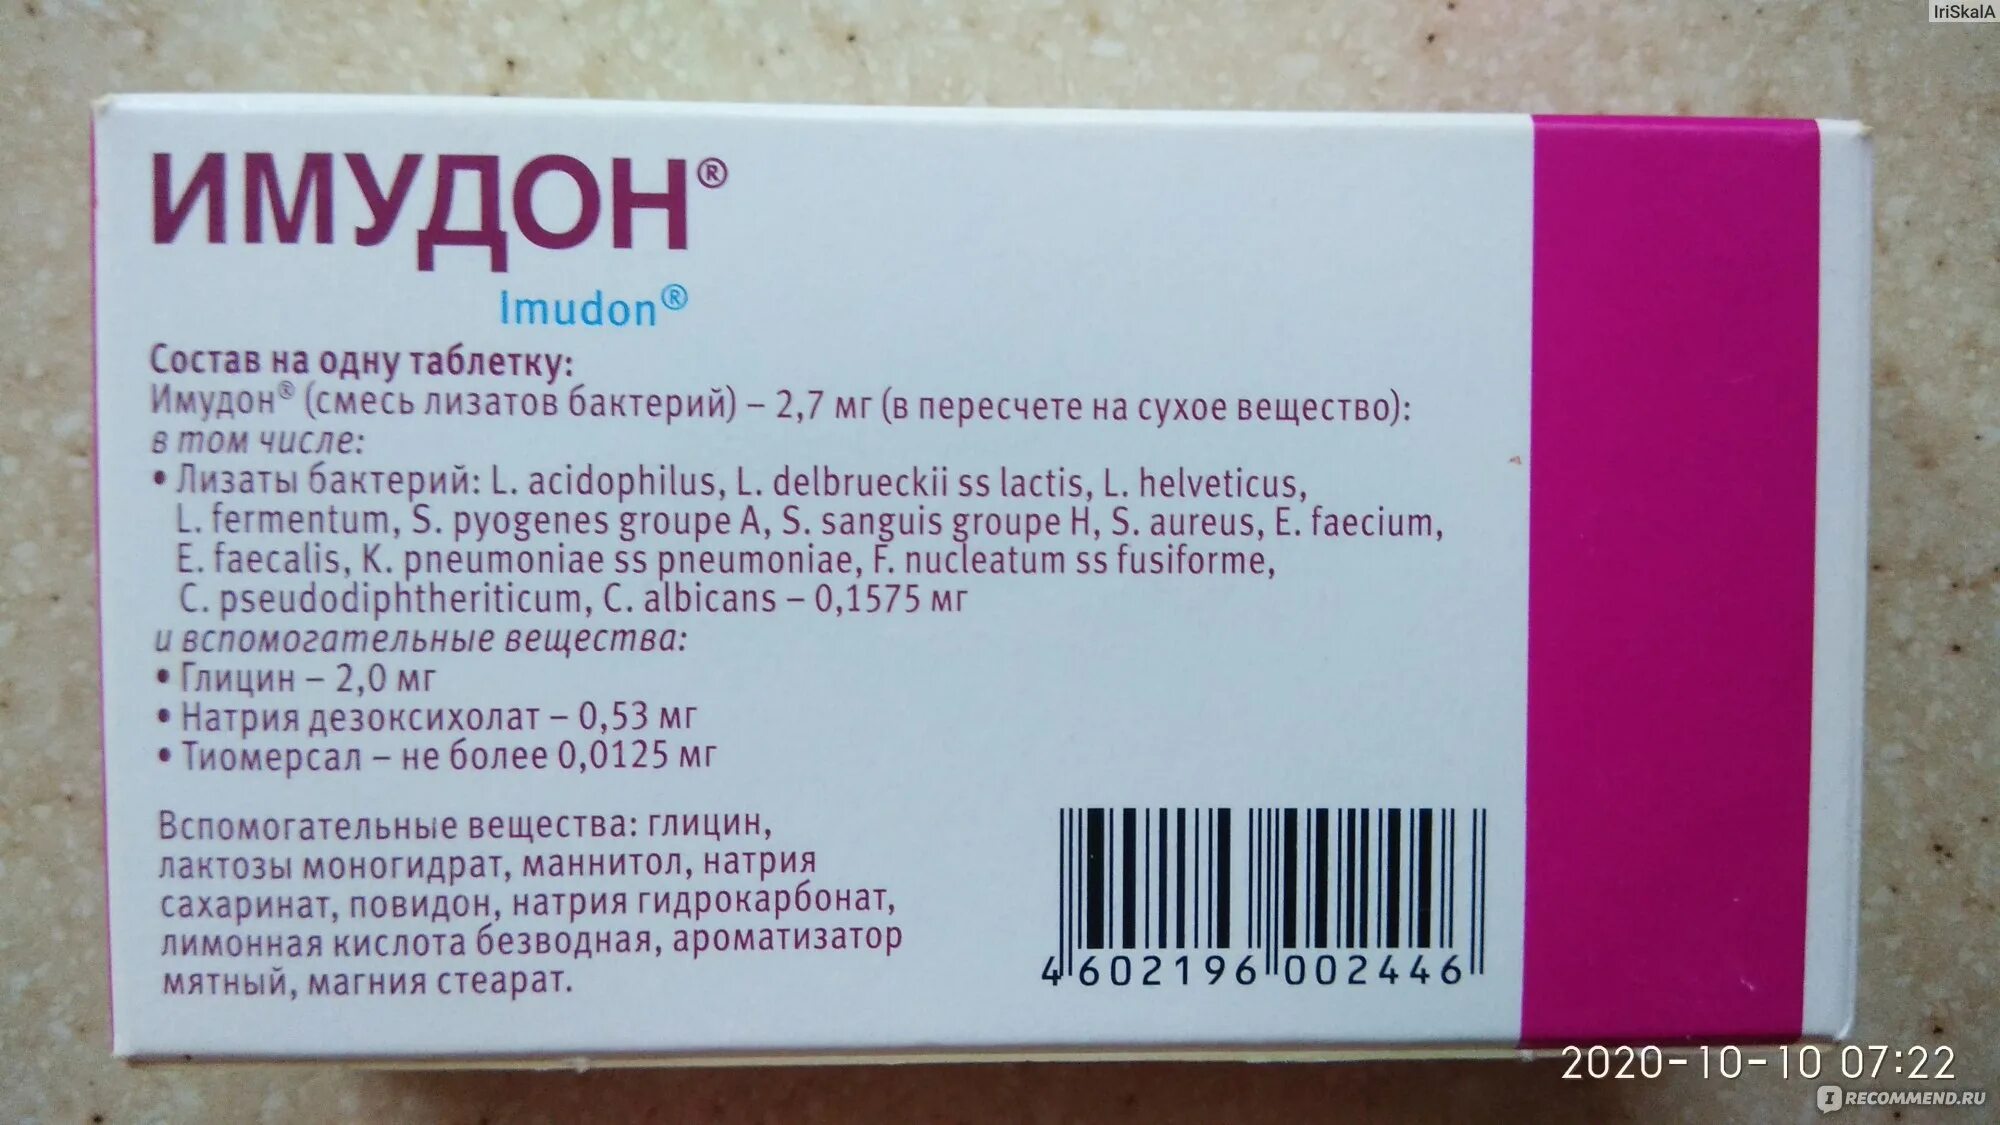 IriSkalA
ИМУДОН®
Imudon®
Состав на одну таблетку:
Имудон® (смесь лизатов бактерий) – 2,7 мг (в пересчете на сухое вещество):
в том числе:
• Лизаты бактерий: L. acidophilus, L. delbrueckii ss lactis, L. helveticus,
L. fermentum, S. pyogenes groupe A, S. sanguis groupe H, S. aureus, E. faecium,
E. faecalis, K. pneumoniae ss pneumoniae, F. nucleatum ss fusiforme,
C. pseudodiphtheriticum, C. albicans – 0,1575 мг
и вспомогательные вещества:
• Глицин – 2,0 мг
• Натрия дезоксихолат – 0,53 мг
• Тиомерсал – не более 0,0125 мг
Вспомогательные вещества: глицин,
лактозы моногидрат, маннитол, натрия
сахаринат, повидон, натрия гидрокарбонат,
лимонная кислота безводная, ароматизатор
мятный, магния стеарат.
4 602196 002446
2020-10-10 07:22
IRECOMMEND.RU